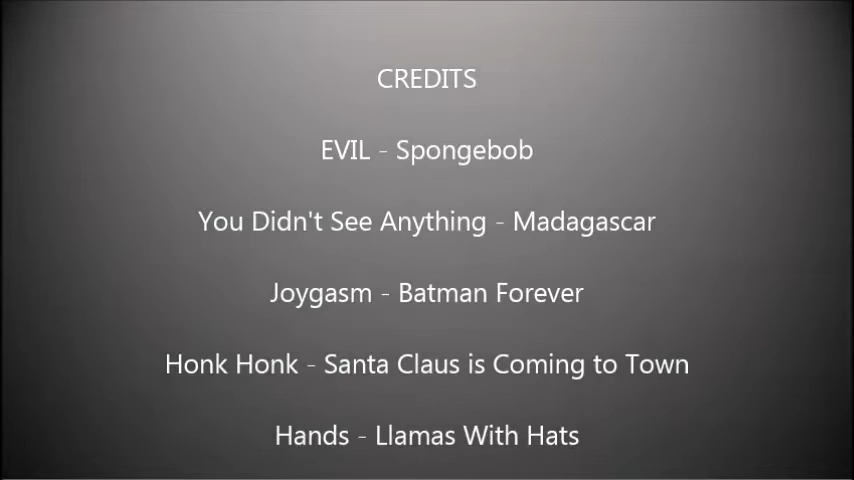 CREDITS
EVIL - Spongebob
You Didn't See Anything - Madagascar
Joygasm - Batman Forever
Honk Honk - Santa Claus is Coming to Town
Hands - Llamas With Hats